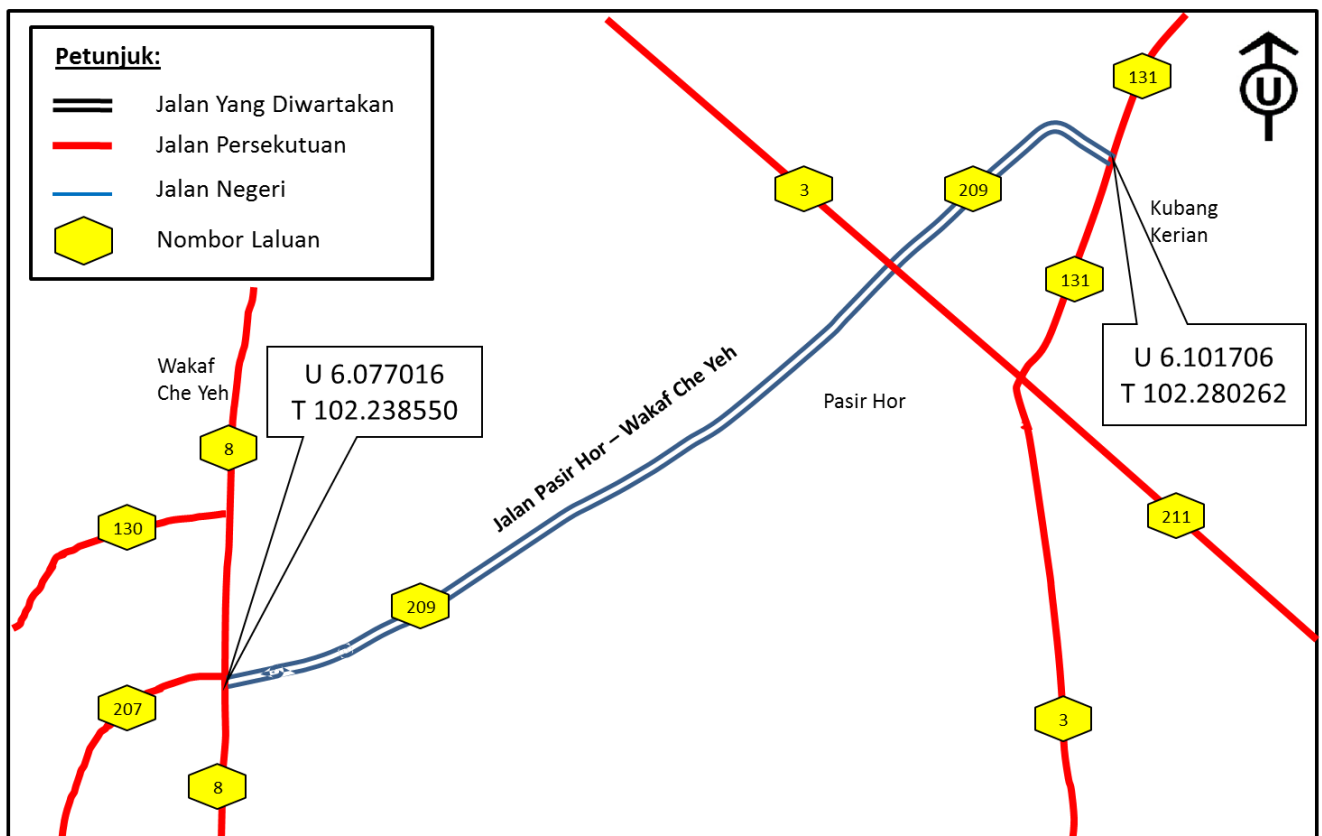 Petunjuk:
Jalan Yang Diwartakan
Jalan Persekutuan
Jalan Negeri
Nombor Laluan
U
131
3
209
Kubang
Kerian
131
U 6.101706
T 102.280262
Wakaf
Che Yeh
U 6.077016
T 102.238550
Jalan Pasir Hor – Wakaf Che Yeh
Pasir Hor
8
130
211
209
207
3
8